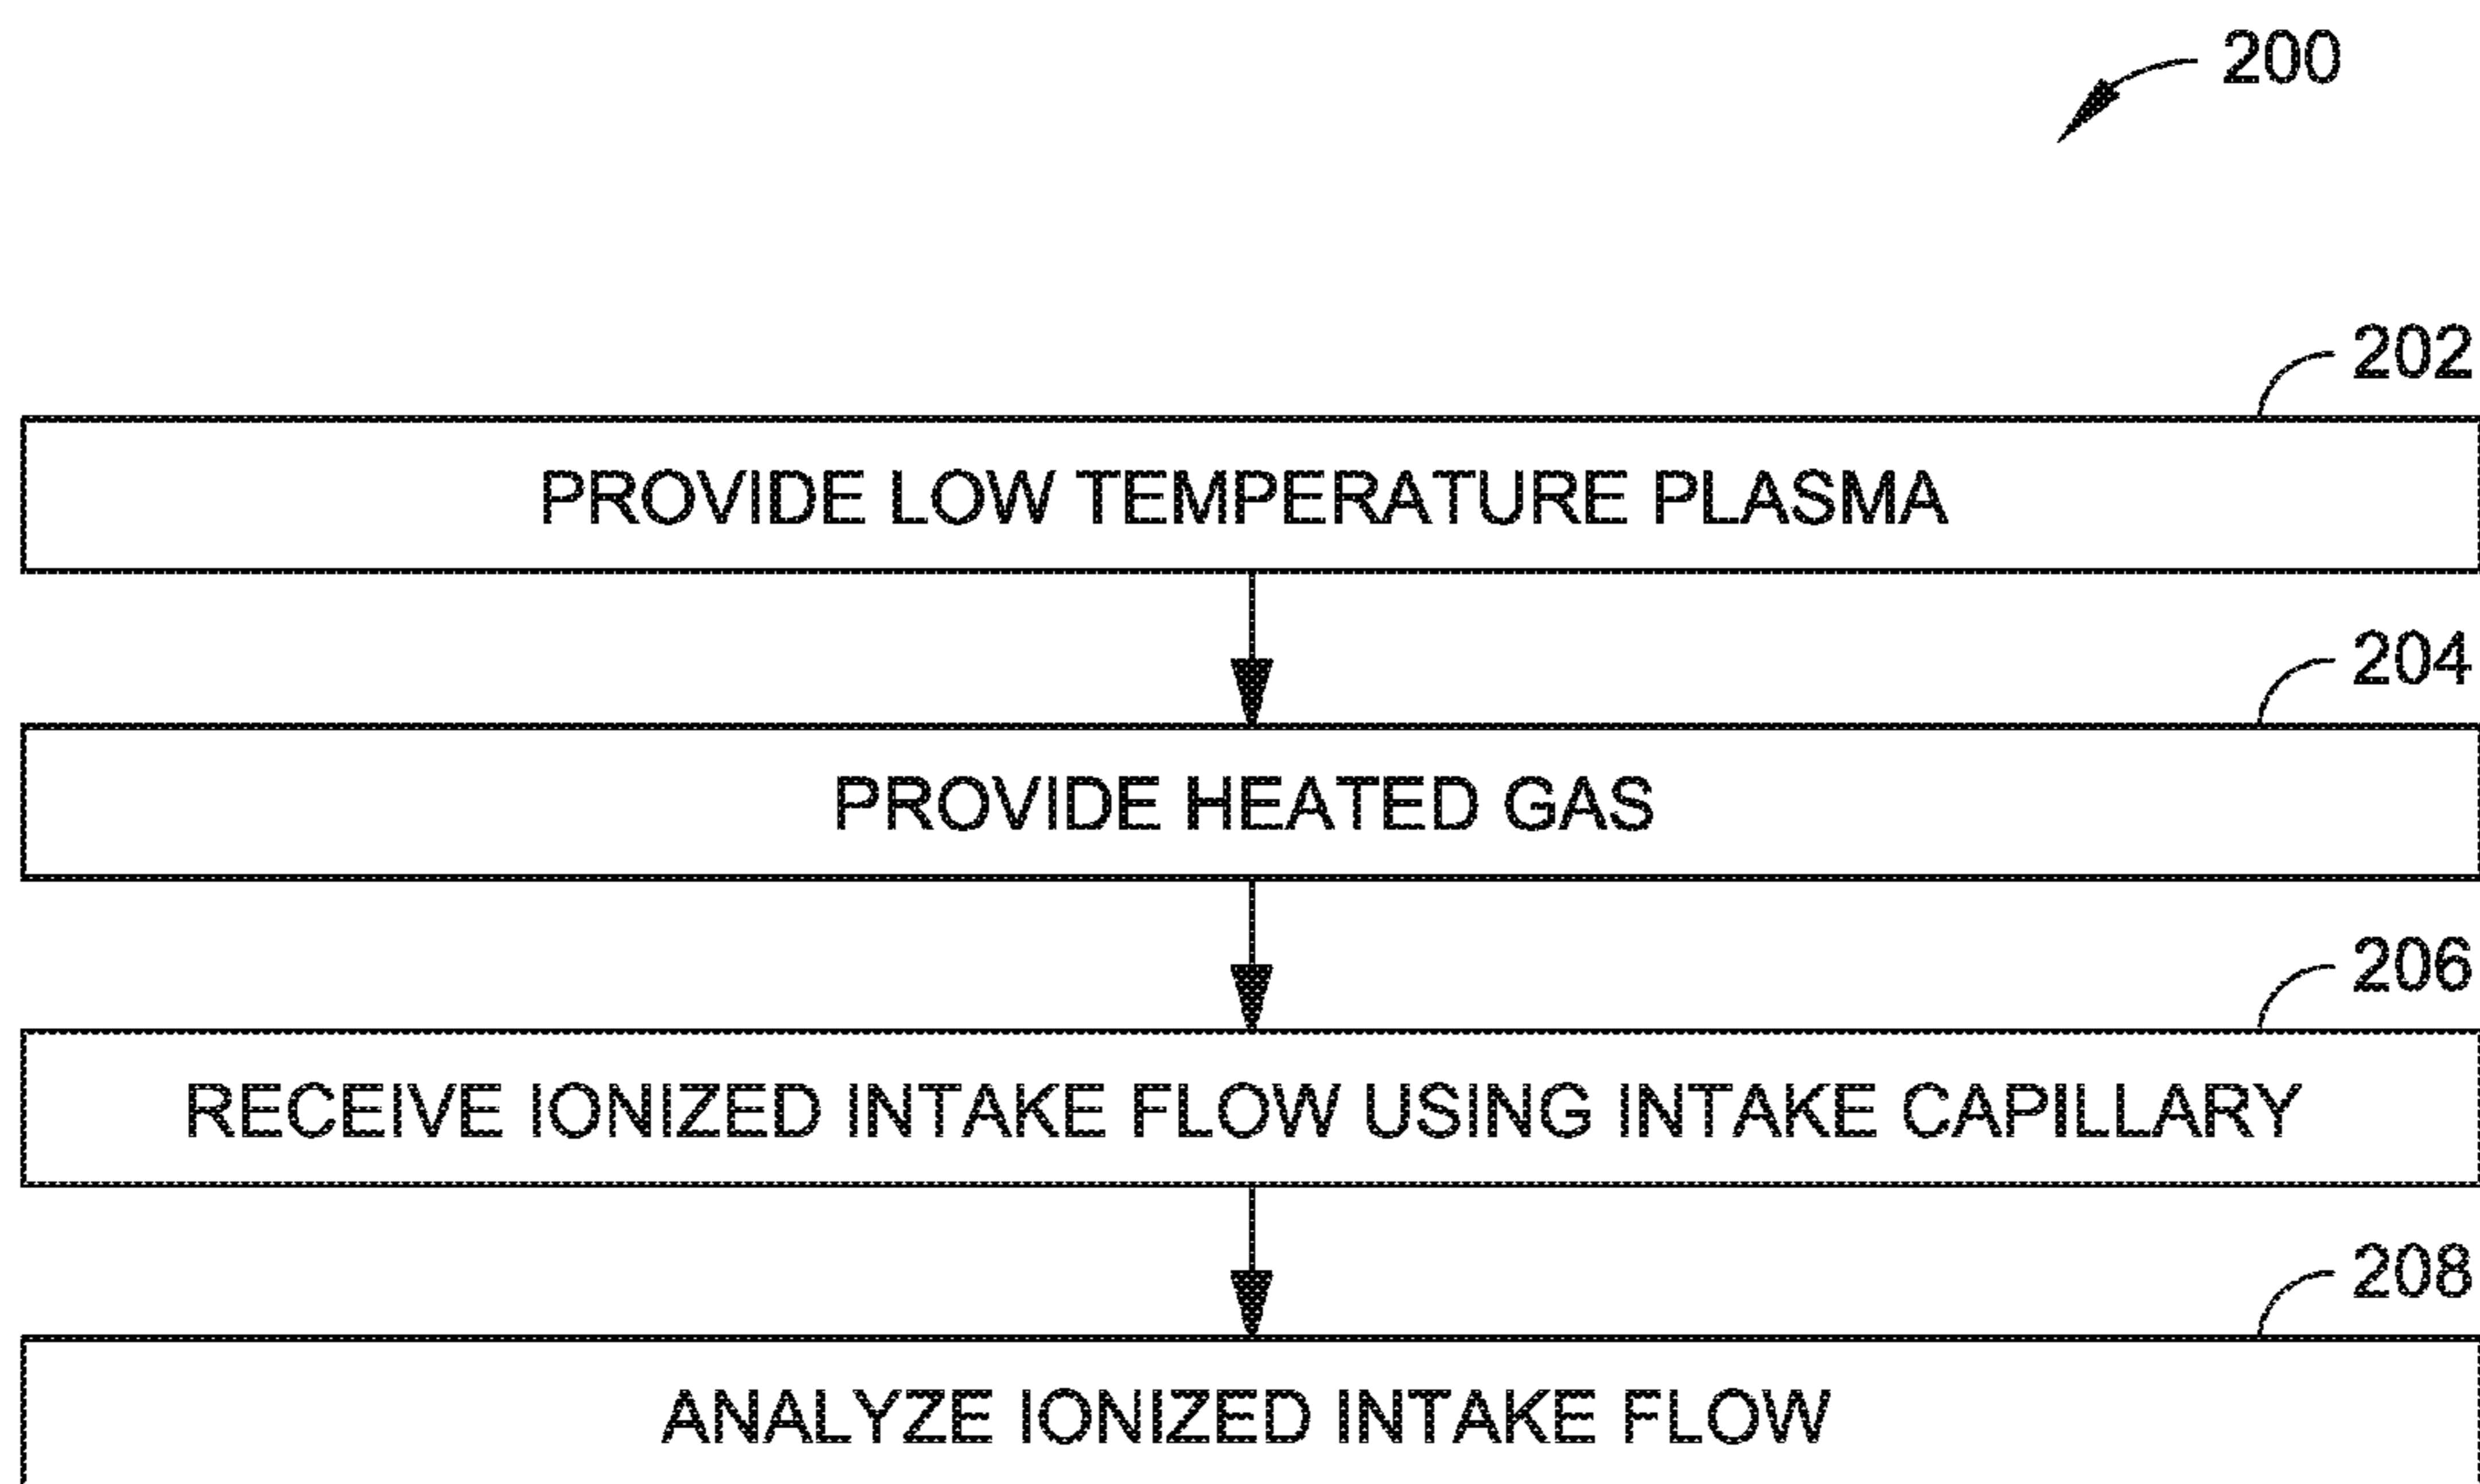 200
202
PROVIDE LOW TEMPERATURE PLASMA
204
PROVIDE HEATED GAS
206
RECEIVE IONIZED INTAKE FLOW USING INTAKE CAPILLARY
208
ANALYZE IONIZED INTAKE FLOW